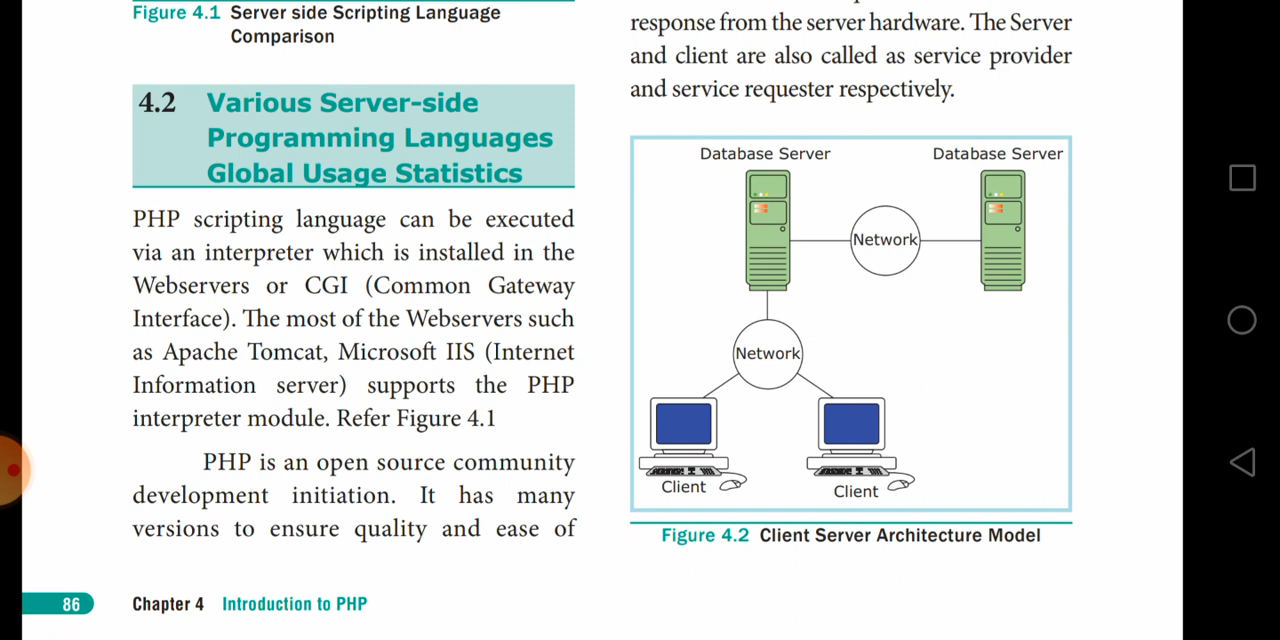 Figure 4.1 Server side Scripting Language
Comparison
4.2 Various Server-side
Programming Languages
Global Usage Statistics
PHP scripting language can be executed
via an interpreter which is installed in the
Webservers or CGI (Common Gateway
Interface). The most of the Webservers such
as Apache Tomcat, Microsoft IIS (Internet
Information server) supports the PHP
interpreter module. Refer Figure 4.1
PHP is an open source community
development initiation. It has many
versions to ensure quality and ease of
response from the server hardware. The Server
and client are also called as service provider
and service requester respectively.
Database Server
Database Server
Network
Network
Client
Client
Figure 4.2 Client Server Architecture Model
86 Chapter 4 Introduction to PHP